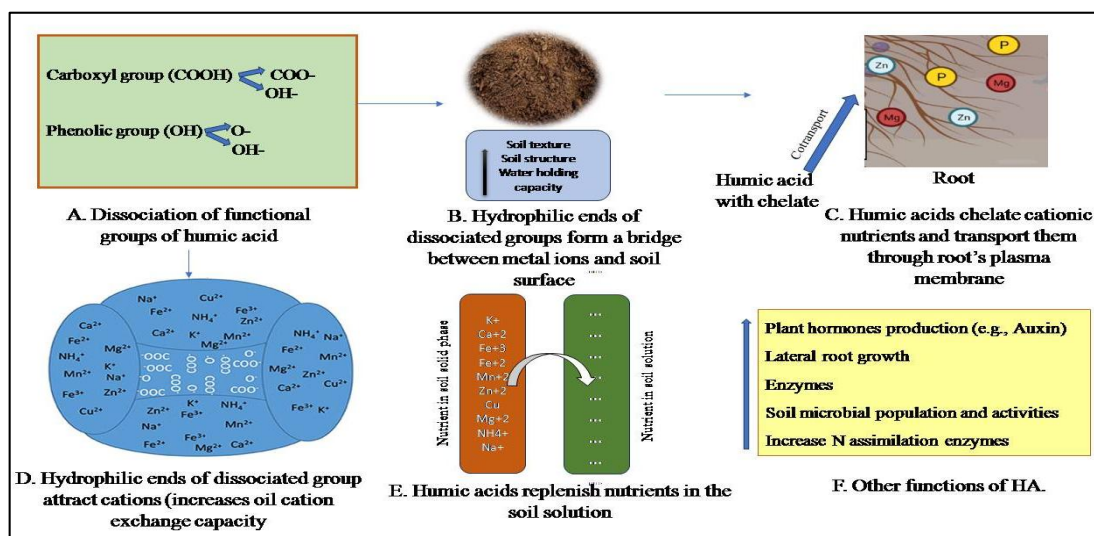 Carboxyl group (COOH)
COO-
OH-
Phenolic group (OH)
O-
OH-
A. Dissociation of functional
groups of humic acid
Soil texture
Soil structure
Water holding
capacity
B. Hydrophilic ends of
dissociated groups form a bridge
between metal ions and soil
surface
Humic acid
with chelate
Cotransport
Zn
P
P
Mg
Mg
Zn
Root
C. Humic acids chelate cationic
nutrients and transport them
through root's plasma
membrane
Na⁺ Cu²⁺
Fe²⁺ NH₄⁺ Fe³⁺
Zn²⁺
Ca²⁺ K⁺ Mn²⁺
Mg²⁺
Ca²⁺
Fe²⁺ Mg²⁺
NH₄⁺ K⁺
Mn²⁺ Na⁺
Fe³⁺ Zn²⁺
Cu²⁺
-OOC
-OOC
COO-
COO-
NH₄⁺ Na⁺
Fe²⁺ Mn²⁺
Mg²⁺ Zn²⁺
Ca²⁺ Cu²⁺
Fe³⁺ K⁺
Zn²⁺ K⁺ NH₄⁺
Na⁺ Fe³⁺ Mn²⁺
Fe²⁺ Mg²⁺ Ca²⁺
D. Hydrophilic ends of dissociated group
attract cations (increases oil cation
exchange capacity
Nutrient in soil solid phase
K+
Ca+2
Fe+3
Fe+2
Mn+2
Zn+2
Cu
Mg+2
NH4+
Na+
Nutrient in soil solution
E. Humic acids replenish nutrients in the
soil solution
Plant hormones production (e.g., Auxin)
Lateral root growth
Enzymes
Soil microbial population and activities
Increase N assimilation enzymes
F. Other functions of HA.